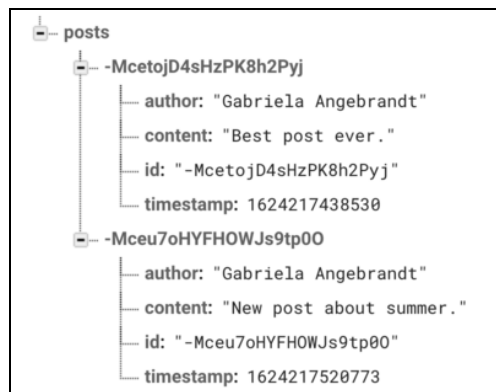 posts
-McetojD4sHzPK8h2Pyj
author: "Gabriela Angebrandt"
content: "Best post ever."
id: "-McetojD4sHzPK8h2Pyj"
timestamp: 1624217438530
-Mceu7oHYFHOWJs9tp0O
author: "Gabriela Angebrandt"
content: "New post about summer."
id: "-Mceu7oHYFHOWJs9tp0O"
timestamp: 1624217520773